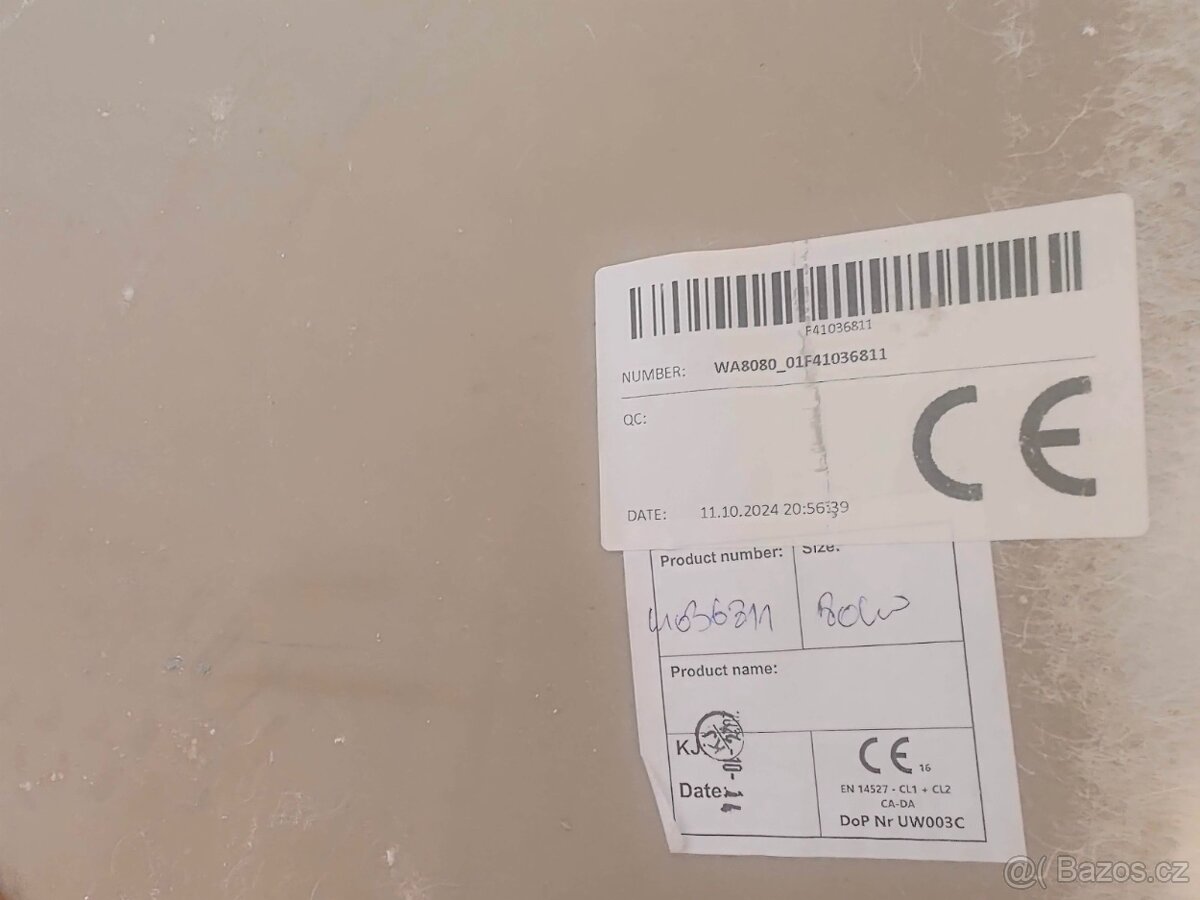 F41036811
NUMBER: WA8080_01F41036811
QC:
DATE: 11.10.2024 20:56:39
CE
Product number: Size:
41036811
Product name:
KJ:
Date:
CE 16
EN 14527 - CL1 + CL2
CA-DA
DoP Nr UW003C
@( Bazos.cz